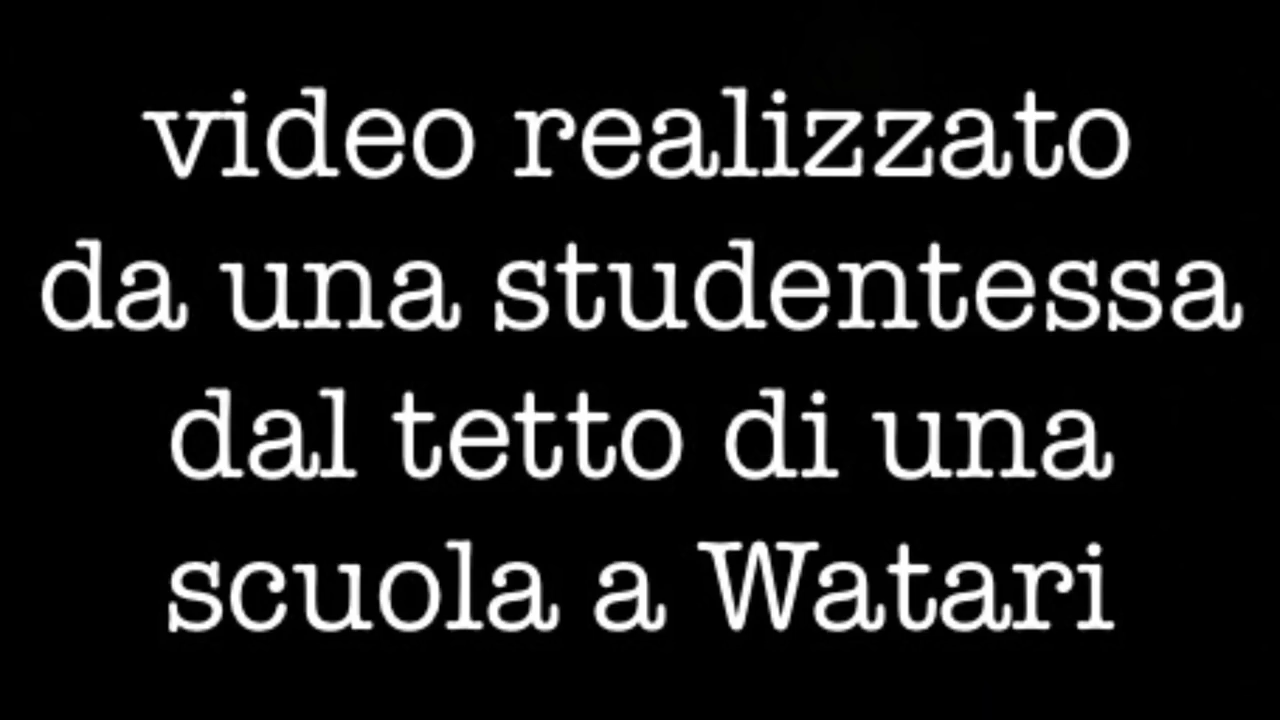 video realizzato
da una studentessa
dal tetto di una
scuola a Watari